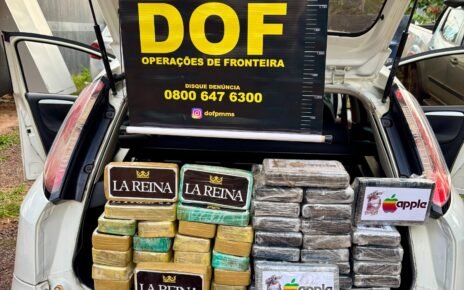 DOF
OPERAÇÕES DE FRONTEIRA
DISQUE DENÚNCIA
0800 647 6300
dofpmms
LA REINA
LA REINA
apple
LA REINA
apple